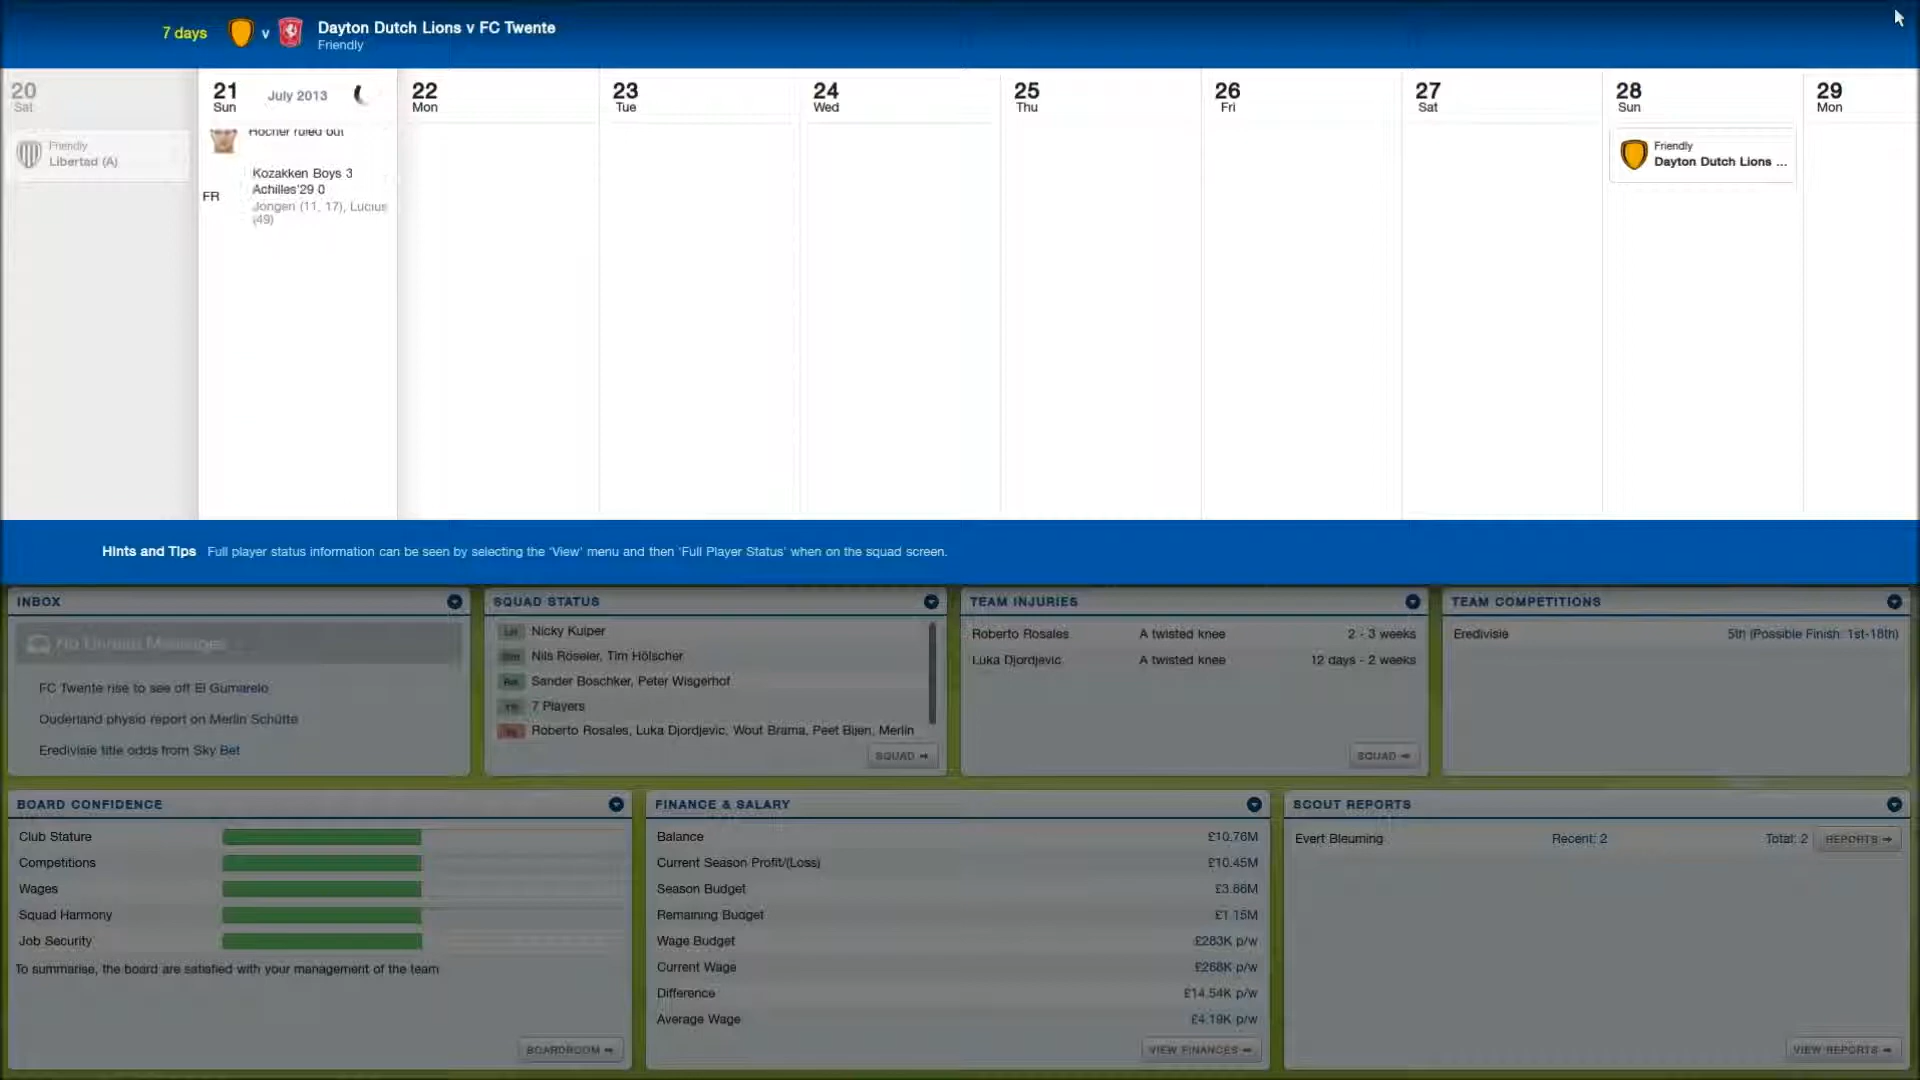 7 days
v
Dayton Dutch Lions v FC Twente
Friendly
20
Sat
21
Sun
July 2013
22
Mon
23
Tue
24
Wed
25
Thu
26
Fri
27
Sat
28
Sun
29
Mon
Friendly
Libertad (A)
Hocher ruled out
FR
Kozakken Boys 3
Achilles'29 0
Jongen (11, 17), Lucius
(49)
Friendly
Dayton Dutch Lions ...
Hints and Tips Full player status information can be seen by selecting the 'View' menu and then 'Full Player Status' when on the squad screen.
INBOX
No Unread Messages
FC Twente rise to see off El Gumarelo
Ouderland physio report on Merlin Schütte
Eredivisie title odds from Sky Bet
SQUAD STATUS
Nicky Kuiper
Nils Röseler, Tim Hölscher
Sander Boschker, Peter Wisgerhof
7 Players
Roberto Rosales, Luka Djordjevic, Wout Brama, Peet Bijen, Merlin
SQUAD
TEAM INJURIES
Roberto Rosales A twisted knee 2 - 3 weeks
Luka Djordjevic A twisted knee 12 days - 2 weeks
SQUAD
TEAM COMPETITIONS
Eredivisie 5th (Possible Finish: 1st-18th)
BOARD CONFIDENCE
Club Stature
Competitions
Wages
Squad Harmony
Job Security
To summarise, the board are satisfied with your management of the team
BOARDROOM
FINANCE & SALARY
Balance £10.76M
Current Season Profit/(Loss) £10.45M
Season Budget £3.66M
Remaining Budget £1.15M
Wage Budget £283K p/w
Current Wage £268K p/w
Difference £14.54K p/w
Average Wage £4.19K p/w
VIEW FINANCES
SCOUT REPORTS
Evert Bleuming Recent: 2 Total: 2 REPORTS
VIEW REPORTS